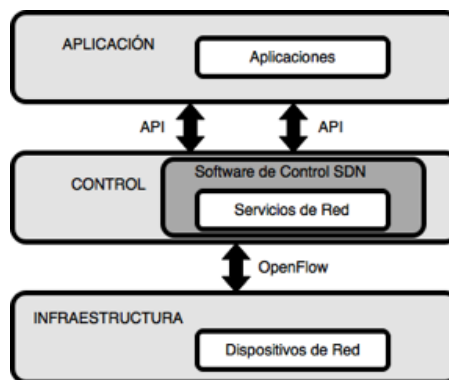 APLICACIÓN
Aplicaciones
API
API
CONTROL
Software de Control SDN
Servicios de Red
OpenFlow
INFRAESTRUCTURA
Dispositivos de Red